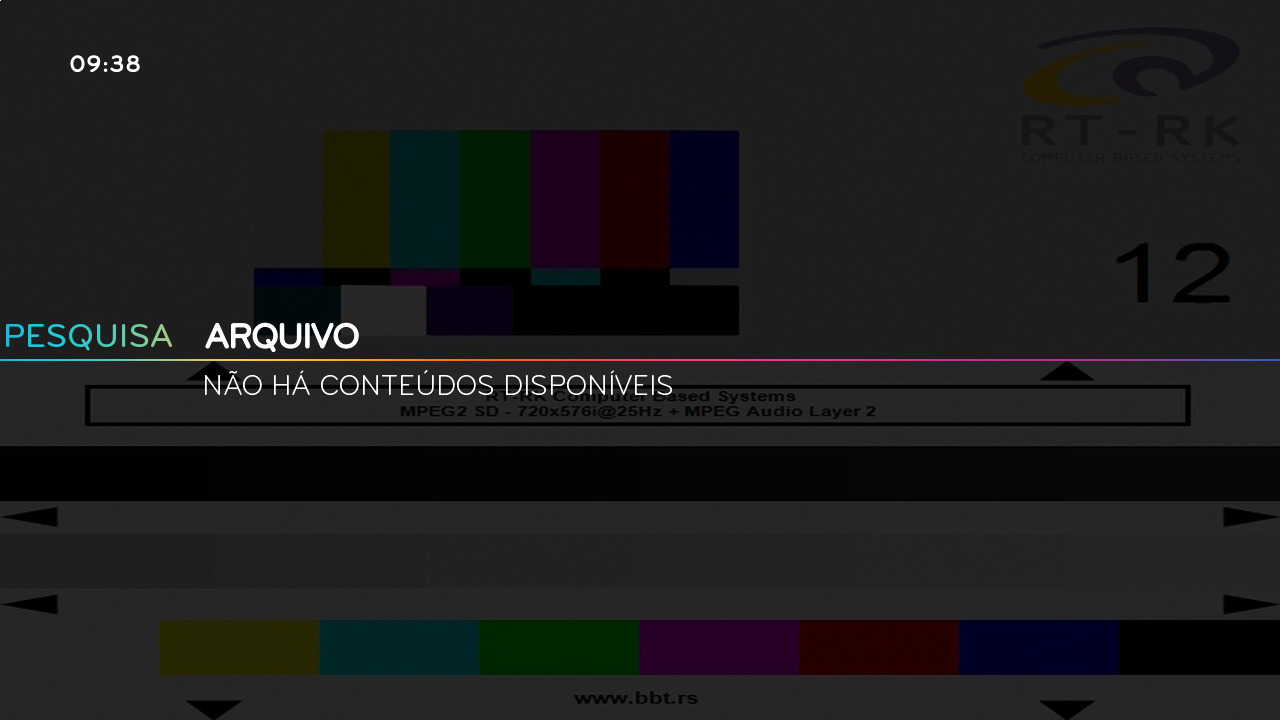 09:38
RT-RK
COMPUTER BASED SYSTEMS
12
PESQUISA ARQUIVO
NÃO HÁ CONTEÚDOS DISPONÍVEIS
RT-RK Computer Based Systems
MPEG2 SD - 720x576i@25Hz + MPEG Audio Layer 2
www.bbt.rs